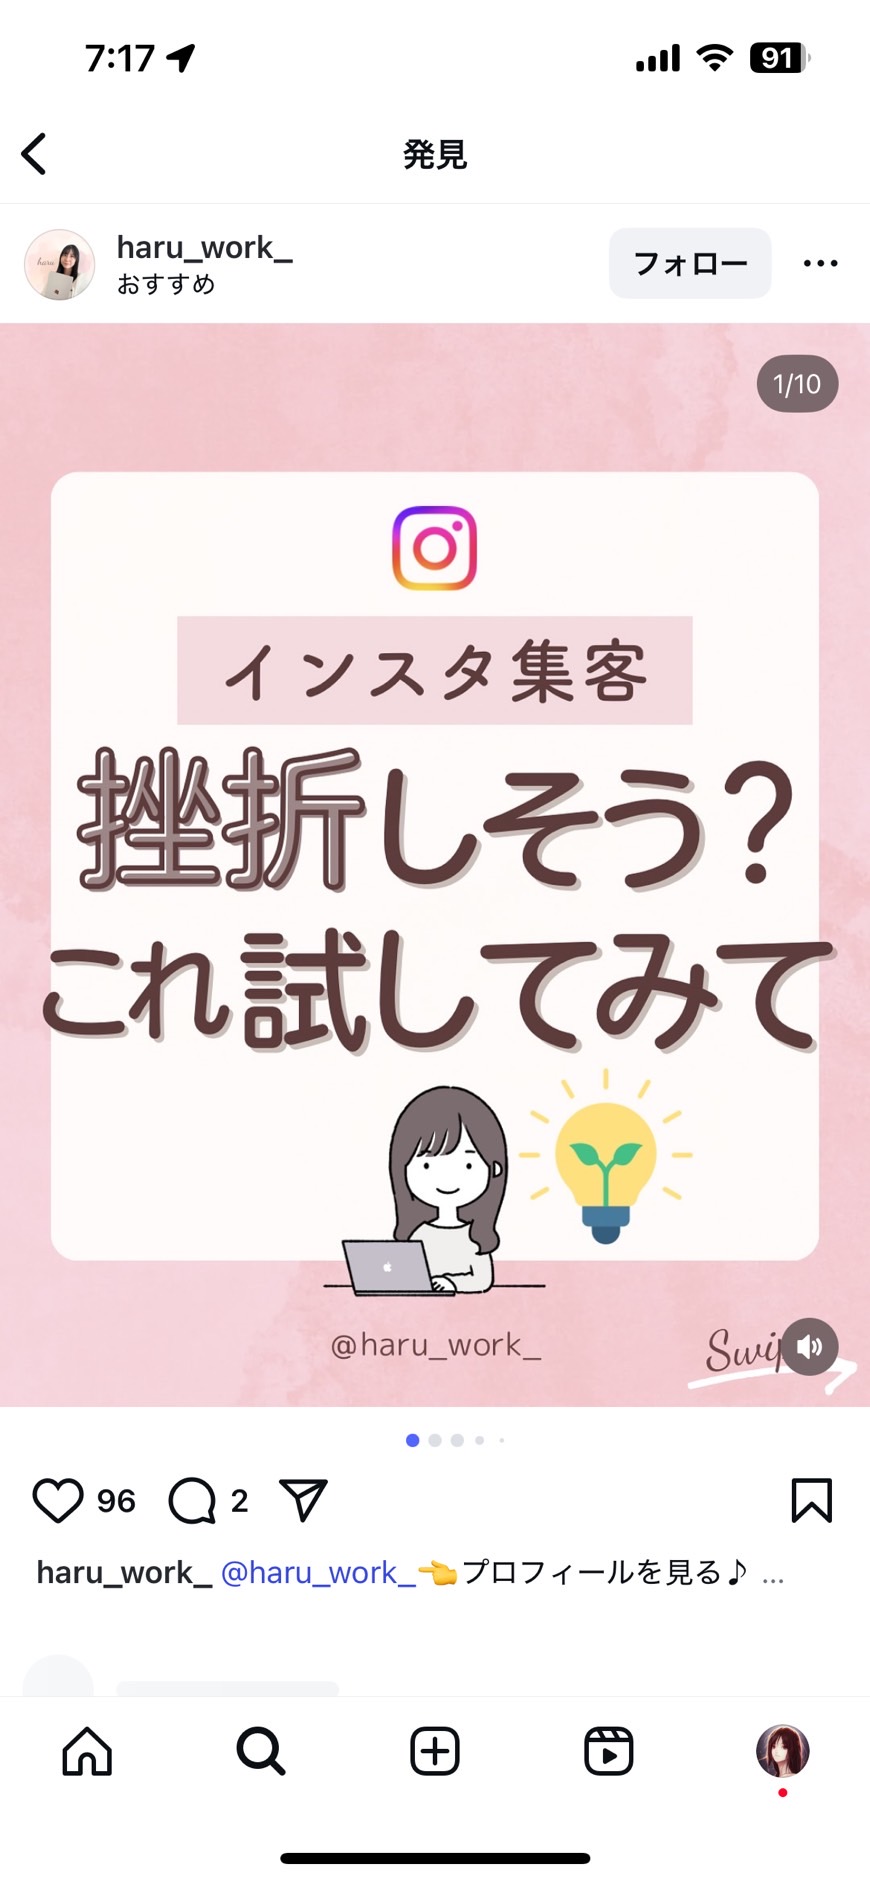 7:17
91
発見
haru_work_
おすすめ
フォロー
1/10
インスタ集客
挫折しそう?
これ試してみて
@haru_work_
96
2
haru_work_ @haru_work_👈プロフィールを見る♪ ...